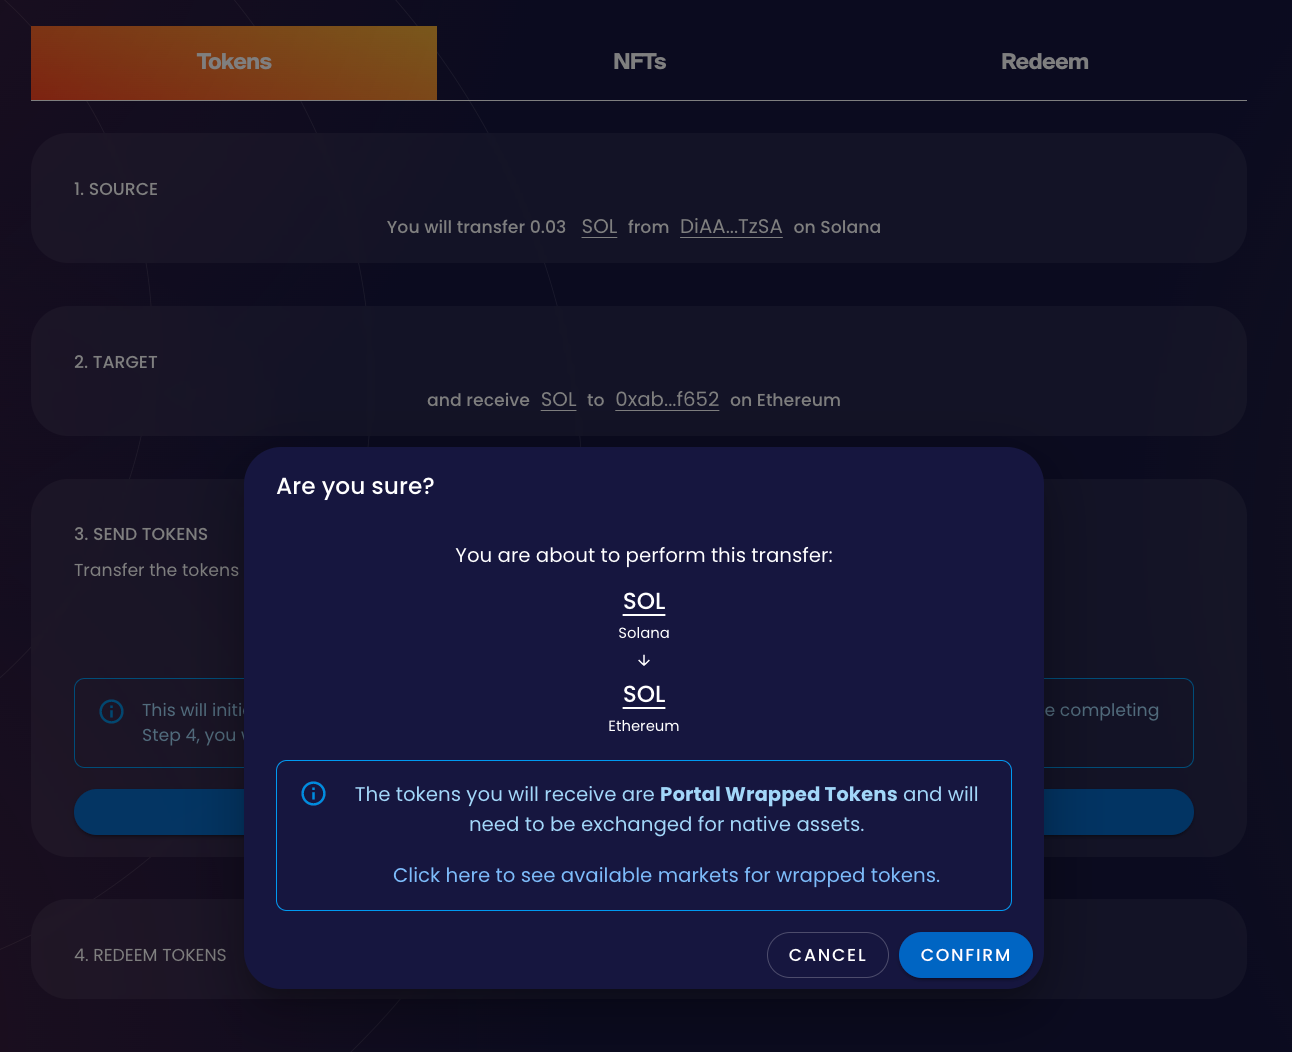 Tokens NFTs Redeem
1. SOURCE
You will transfer 0.03 SOL from DiAA...TzSA on Solana
2. TARGET
and receive SOL to 0xab...f652 on Ethereum
Are you sure?
3. SEND TOKENS
Transfer the tokens
You are about to perform this transfer:
SOL
Solana
↓
SOL
Ethereum
This will initi
e completing
Step 4, you
The tokens you will receive are Portal Wrapped Tokens and will
need to be exchanged for native assets.
Click here to see available markets for wrapped tokens.
4. REDEEM TOKENS
CANCEL CONFIRM